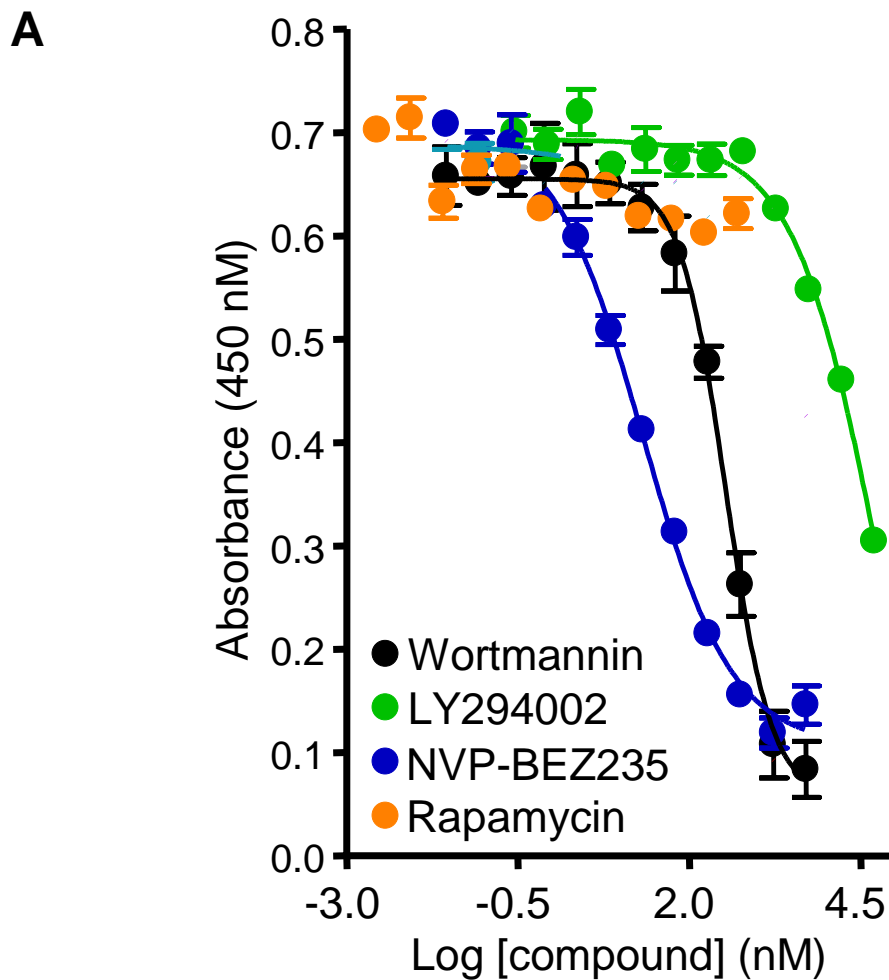 A
0.8
0.7
0.6
0.5
0.4
0.3
0.2
0.1
0.0
Absorbance (450 nM)
Wortmannin
LY294002
NVP-BEZ235
Rapamycin
-3.0 -0.5 2.0 4.5
Log [compound] (nM)